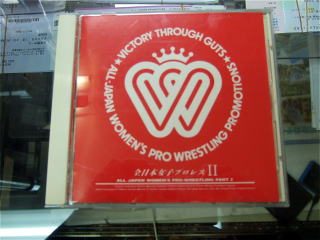 ★ VICTORY THROUGH GUTS ★
ALL JAPAN WOMEN'S PRO WRESTLING PROMOTIONS
全日本女子プロレスII
ALL JAPAN WOMEN'S PRO-WRESTLING PART 2